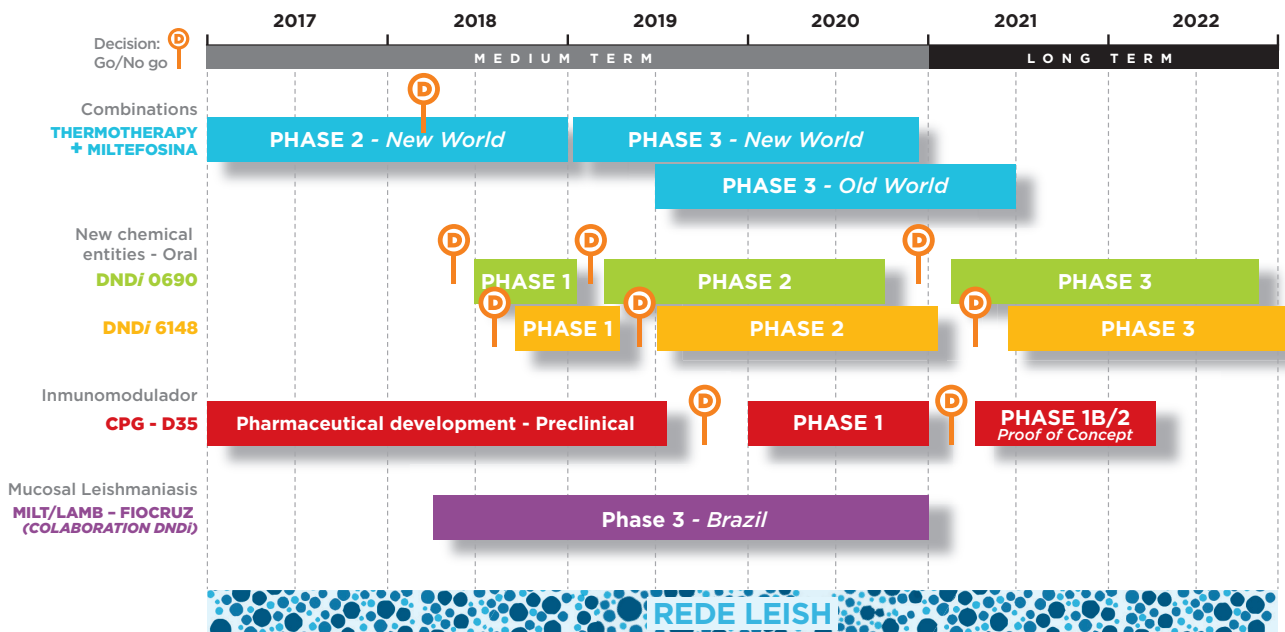 2017 2018 2019 2020 2021 2022
Decision:
Go/No go
D
MEDIUM TERM LONG TERM
D
Combinations
THERMOTHERAPY
+ MILTEFOSINA
PHASE 2 - New World PHASE 3 - New World
PHASE 3 - Old World
New chemical
entities - Oral
D D D
DNDi 0690
PHASE 1 PHASE 2 PHASE 3
D D D
DNDi 6148
PHASE 1 PHASE 2 PHASE 3
Inmunomodulador
CPG - D35
Pharmaceutical development - Preclinical
D
PHASE 1
D
PHASE 1B/2
Proof of Concept
Mucosal Leishmaniasis
MILT/LAMB – FIOCRUZ
(COLABORATION DNDi)
Phase 3 - Brazil
REDE LEISH